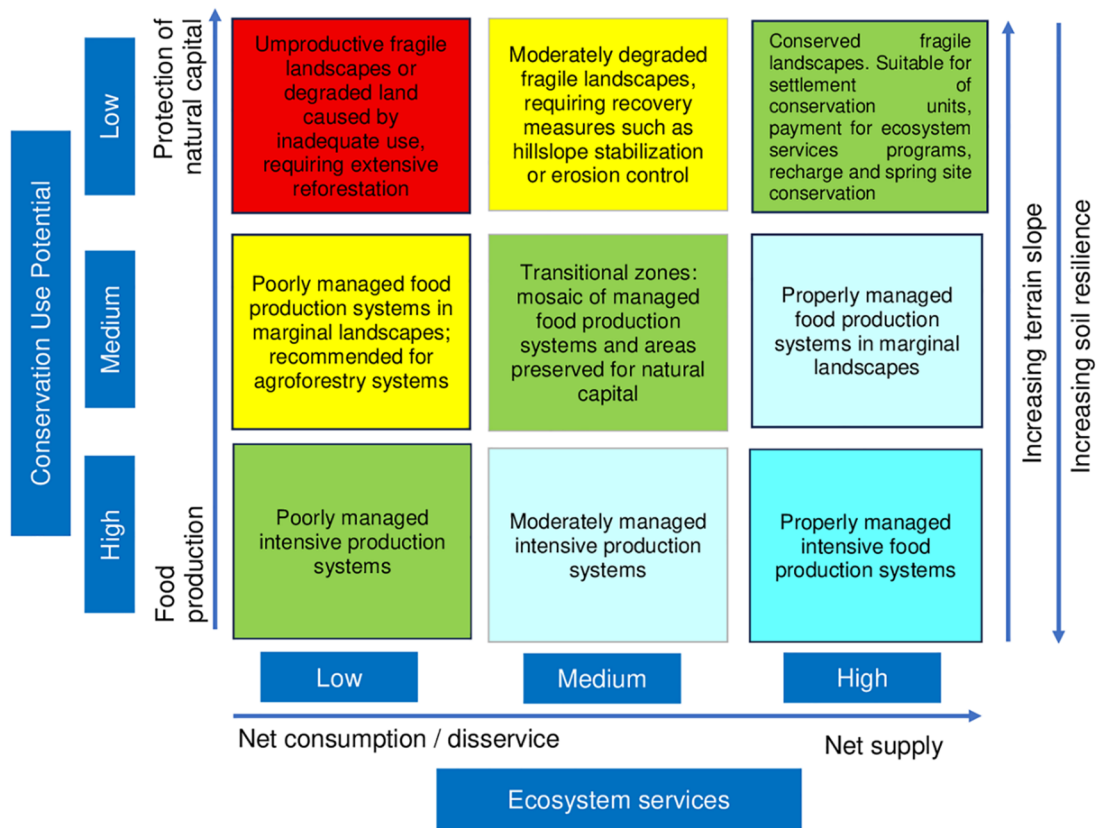 Conservation Use Potential
Low
Medium
High
Protection of
natural capital
Food
production
Umproductive fragile
landscapes or
degraded land
caused by
inadequate use,
requiring extensive
reforestation
Moderately degraded
fragile landscapes,
requiring recovery
measures such as
hillslope stabilization
or erosion control
Conserved fragile
landscapes. Suitable for
settlement of
conservation units,
payment for ecosystem
services programs,
recharge and spring site
conservation
Poorly managed food
production systems in
marginal landscapes;
recommended for
agroforestry systems
Transitional zones:
mosaic of managed
food production
systems and areas
preserved for natural
capital
Properly managed
food production
systems in marginal
landscapes
Poorly managed
intensive production
systems
Moderately managed
intensive production
systems
Properly managed
intensive food
production systems
Increasing terrain slope
Increasing soil resilience
Low
Medium
High
Net consumption / disservice
Net supply
Ecosystem services